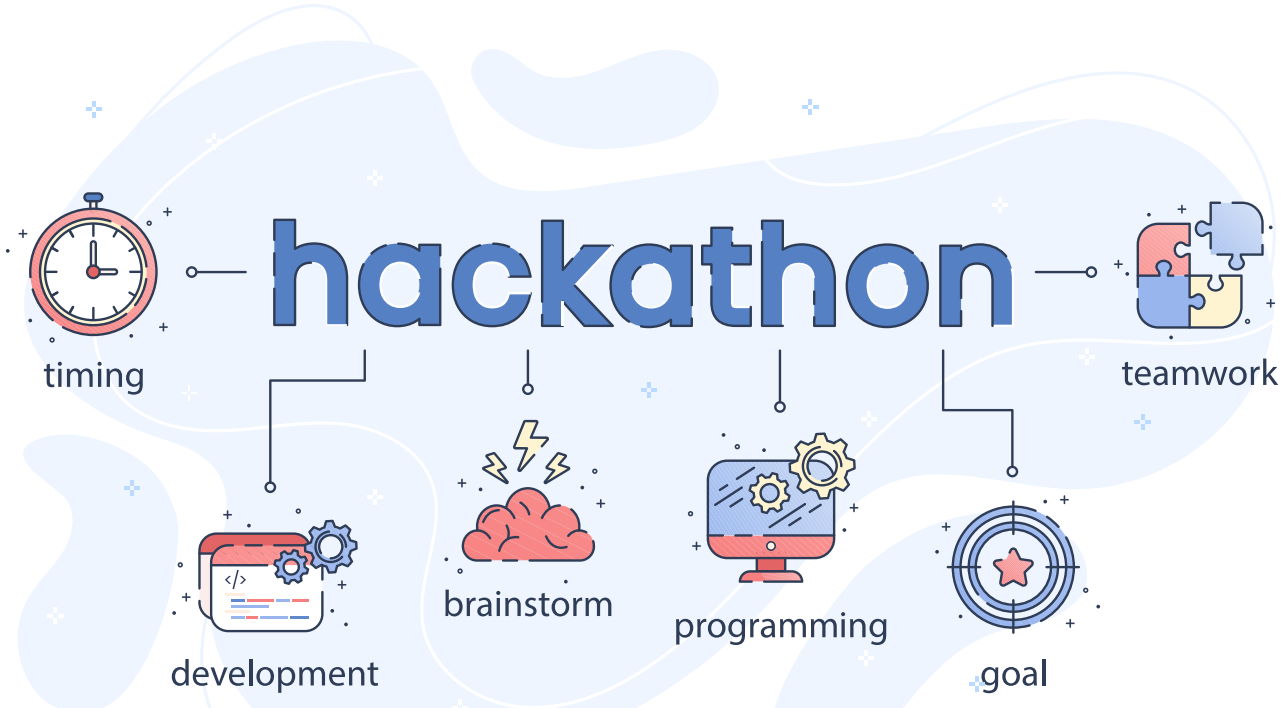 hackathon
timing
teamwork
</>
brainstorm
programming
development
goal